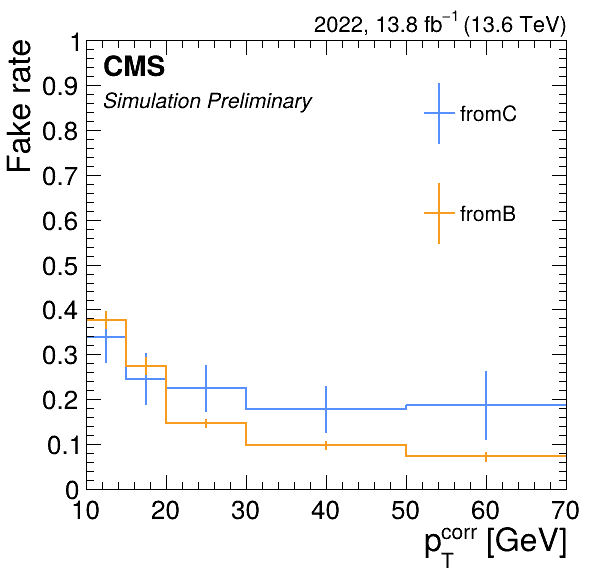 2022, 13.8 fb⁻¹ (13.6 TeV)
CMS
Simulation Preliminary
Fake rate
1
0.9
0.8
0.7
0.6
0.5
0.4
0.3
0.2
0.1
0
fromC
fromB
10 20 30 40 50 60 70
p_T^corr [GeV]